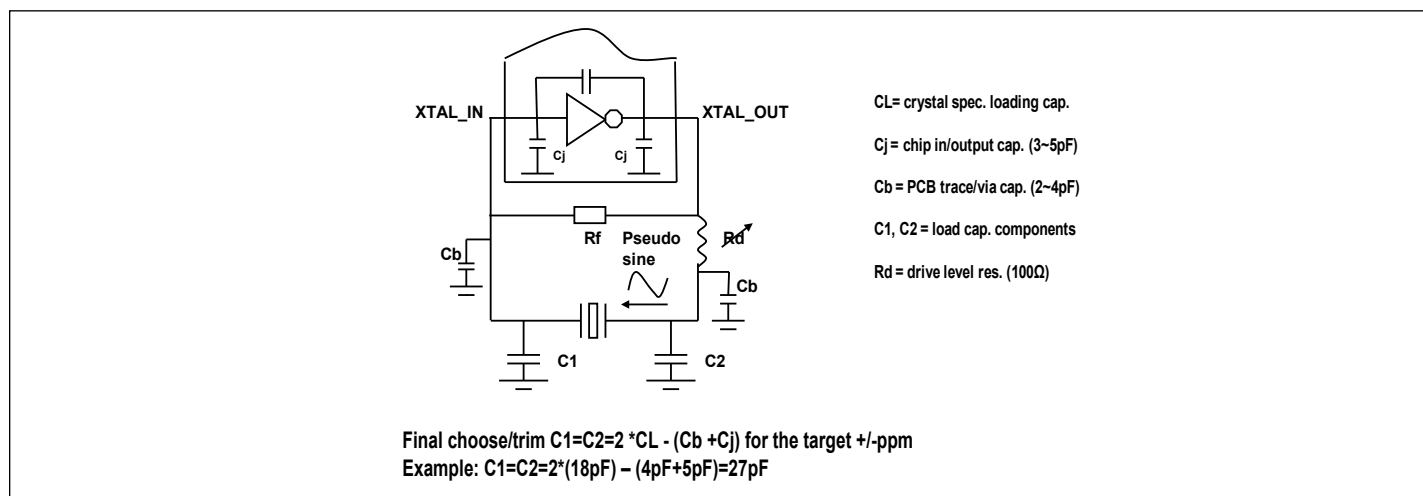 XTAL_IN
XTAL_OUT
Cj
Cj
Rf
Pseudo
sine
Rd
Cb
Cb
C1
C2
CL= crystal spec. loading cap.
Cj = chip in/output cap. (3~5pF)
Cb = PCB trace/via cap. (2~4pF)
C1, C2 = load cap. components
Rd = drive level res. (100Ω)
Final choose/trim C1=C2=2 *CL - (Cb +Cj) for the target +/-ppm
Example: C1=C2=2*(18pF) – (4pF+5pF)=27pF